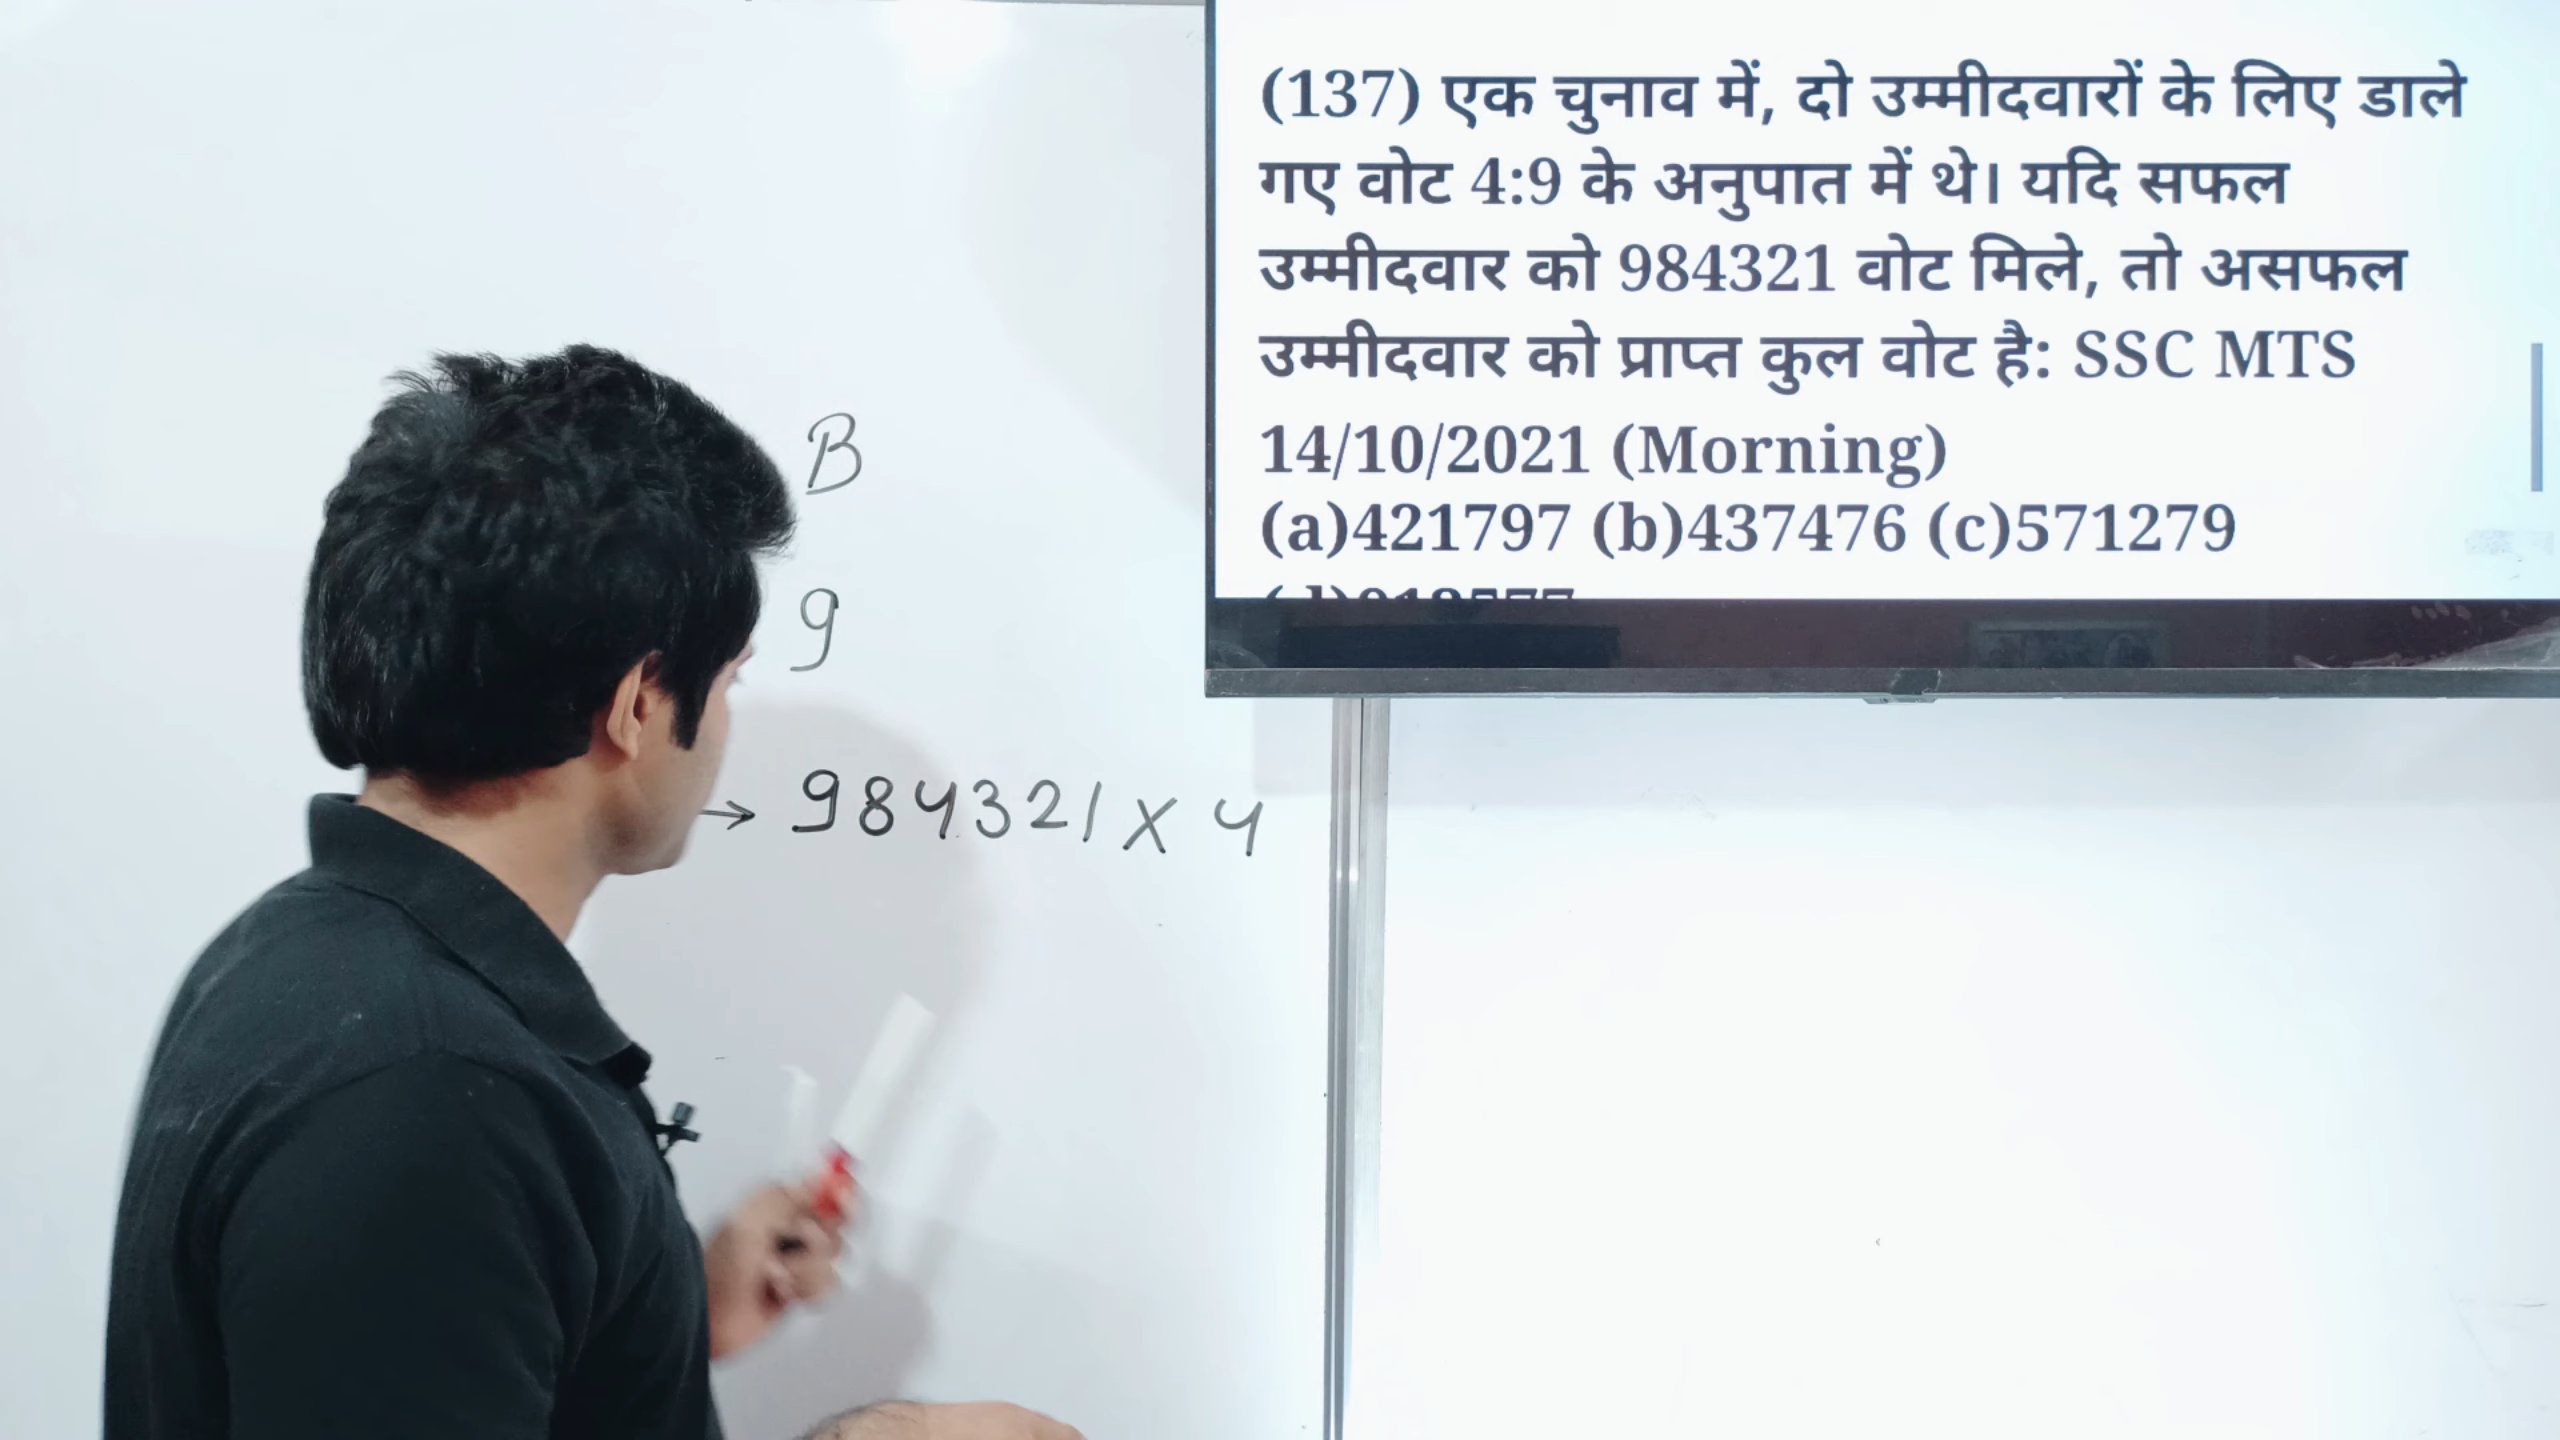 (137) एक चुनाव में, दो उम्मीदवारों के लिए डाले
गए वोट 4:9 के अनुपात में थे। यदि सफल
उम्मीदवार को 984321 वोट मिले, तो असफल
उम्मीदवार को प्राप्त कुल वोट है: SSC MTS
14/10/2021 (Morning)
(a)421797 (b)437476 (c)571279
B
9
→ 984321 x 4